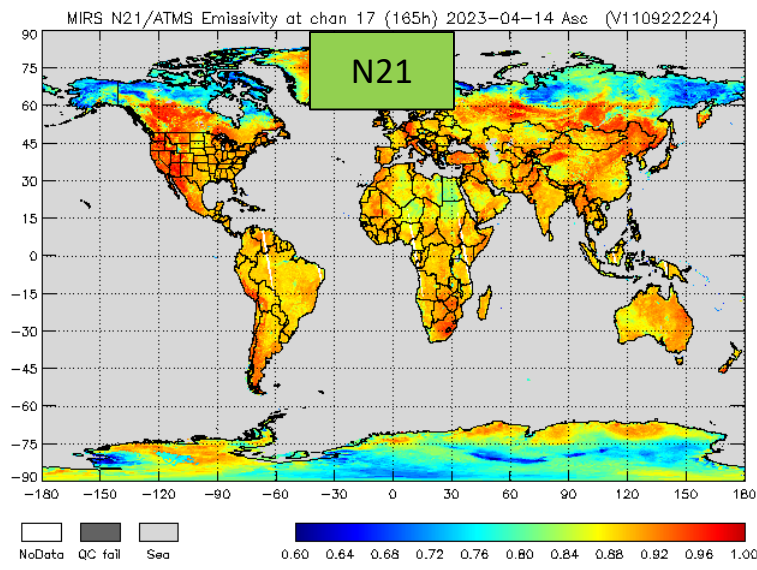 MIRS N21/ATMS Emissivity at chan 17 (165h) 2023-04-14 Asc (V110922224)
N21
90
75
60
45
30
15
0
-15
-30
-45
-60
-75
-90
-180 -150 -120 -90 -60 -30 0 30 60 90 120 150 180
NoData QC fail Sea
0.60 0.64 0.68 0.72 0.76 0.80 0.84 0.88 0.92 0.96 1.00